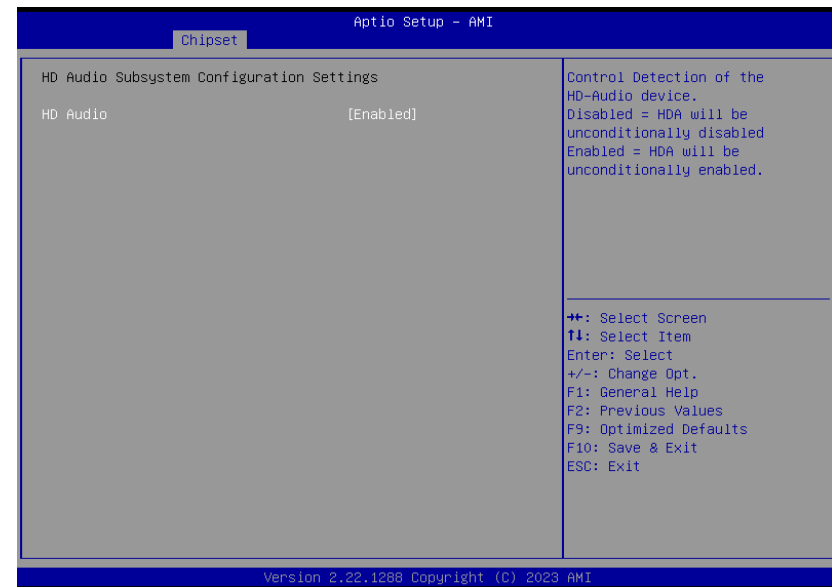 Aptio Setup - AMI
Chipset
HD Audio Subsystem Configuration Settings
HD Audio [Enabled]
Control Detection of the
HD-Audio device.
Disabled = HDA will be
unconditionally disabled
Enabled = HDA will be
unconditionally enabled.
→←: Select Screen
↑↓: Select Item
Enter: Select
+/-: Change Opt.
F1: General Help
F2: Previous Values
F9: Optimized Defaults
F10: Save & Exit
ESC: Exit
Version 2.22.1288 Copyright (C) 2023 AMI